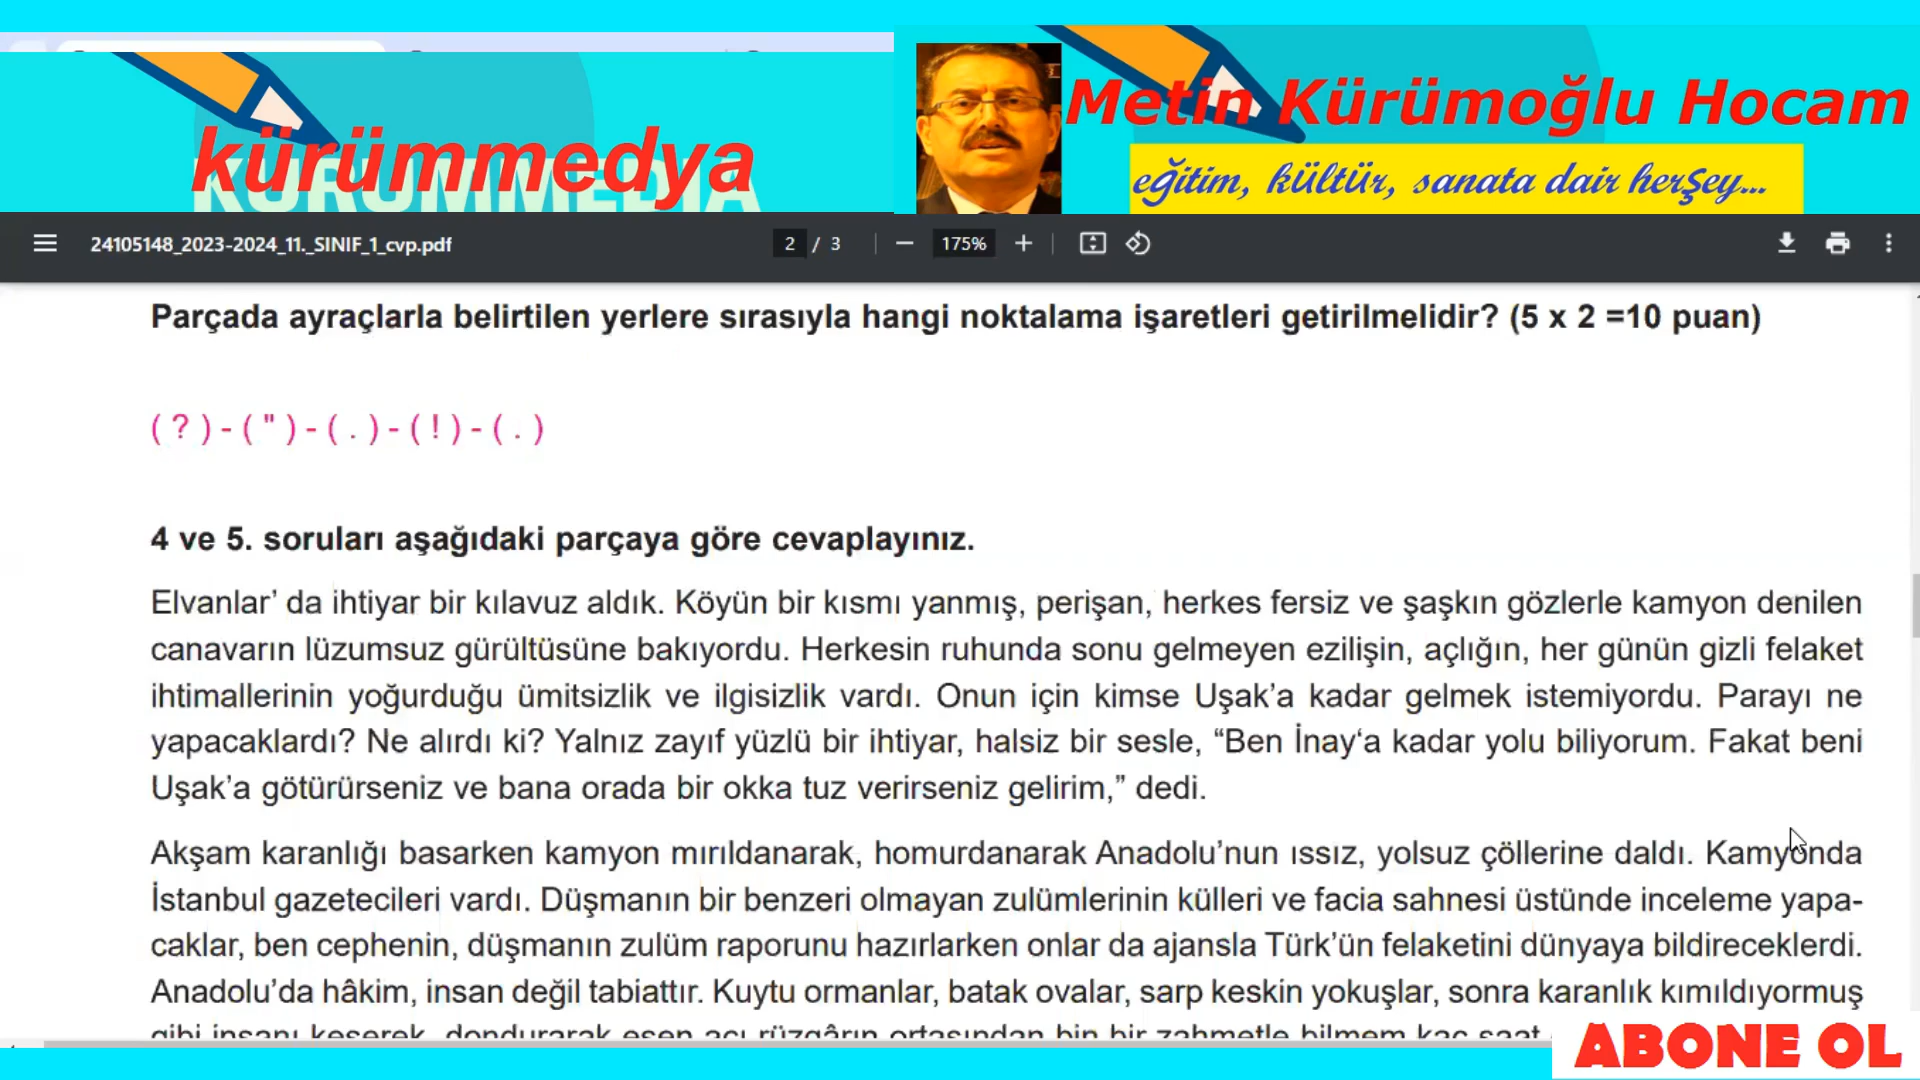 kürümmedya
KÜRÜMMEDIA
Metin Kürümoğlu Hocam
eğitim, kültür, sanata dair herşey...
24105148_2023-2024_11._SINIF_1_cvp.pdf
2 / 3
175%
Parçada ayraçlarla belirtilen yerlere sırasıyla hangi noktalama işaretleri getirilmelidir? (5 x 2 =10 puan)
( ? ) - ( " ) - ( . ) - ( ! ) - ( . )
4 ve 5. soruları aşağıdaki parçaya göre cevaplayınız.
Elvanlar’ da ihtiyar bir kılavuz aldık. Köyün bir kısmı yanmış, perişan, herkes fersiz ve şaşkın gözlerle kamyon denilen
canavarın lüzumsuz gürültüsüne bakıyordu. Herkesin ruhunda sonu gelmeyen ezilişin, açlığın, her günün gizli felaket
ihtimallerinin yoğurduğu ümitsizlik ve ilgisizlik vardı. Onun için kimse Uşak’a kadar gelmek istemiyordu. Parayı ne
yapacaklardı? Ne alırdı ki? Yalnız zayıf yüzlü bir ihtiyar, halsiz bir sesle, “Ben İnay‘a kadar yolu biliyorum. Fakat beni
Uşak’a götürürseniz ve bana orada bir okka tuz verirseniz gelirim,” dedi.
Akşam karanlığı basarken kamyon mırıldanarak, homurdanarak Anadolu’nun ıssız, yolsuz çöllerine daldı. Kamyonda
İstanbul gazetecileri vardı. Düşmanın bir benzeri olmayan zulümlerinin külleri ve facia sahnesi üstünde inceleme yapa-
caklar, ben cephenin, düşmanın zulüm raporunu hazırlarken onlar da ajansla Türk’ün felaketini dünyaya bildireceklerdi.
Anadolu’da hâkim, insan değil tabiattır. Kuytu ormanlar, batak ovalar, sarp keskin yokuşlar, sonra karanlık kımıldıyormuş
gibi insanı keserek, dondurarak esen acı rüzgârın ortasından bin bir zahmetle bilmem kaç saat
ABONE OL